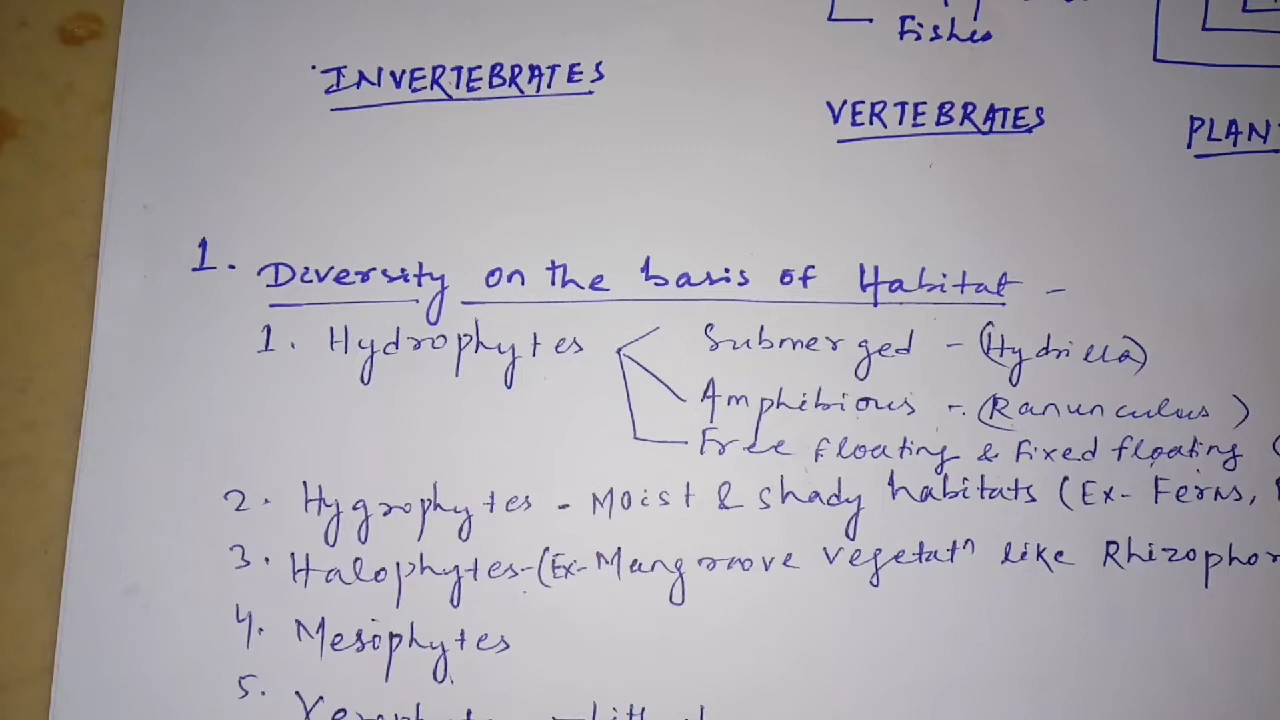 Fishes
INVERTEBRATES
VERTEBRATES
PLAN
1. Diversity on the basis of Habitat -
1. Hydrophytes
Submerged - (Hydrilla)
Amphibious - (Ranunculus)
Free floating & Fixed floating (
2. Hygrophytes - Moist & shady habitats (Ex- Ferns,
3. Halophytes - (Ex- Mangroove vegetatn like Rhizophor
4. Mesophytes
5.